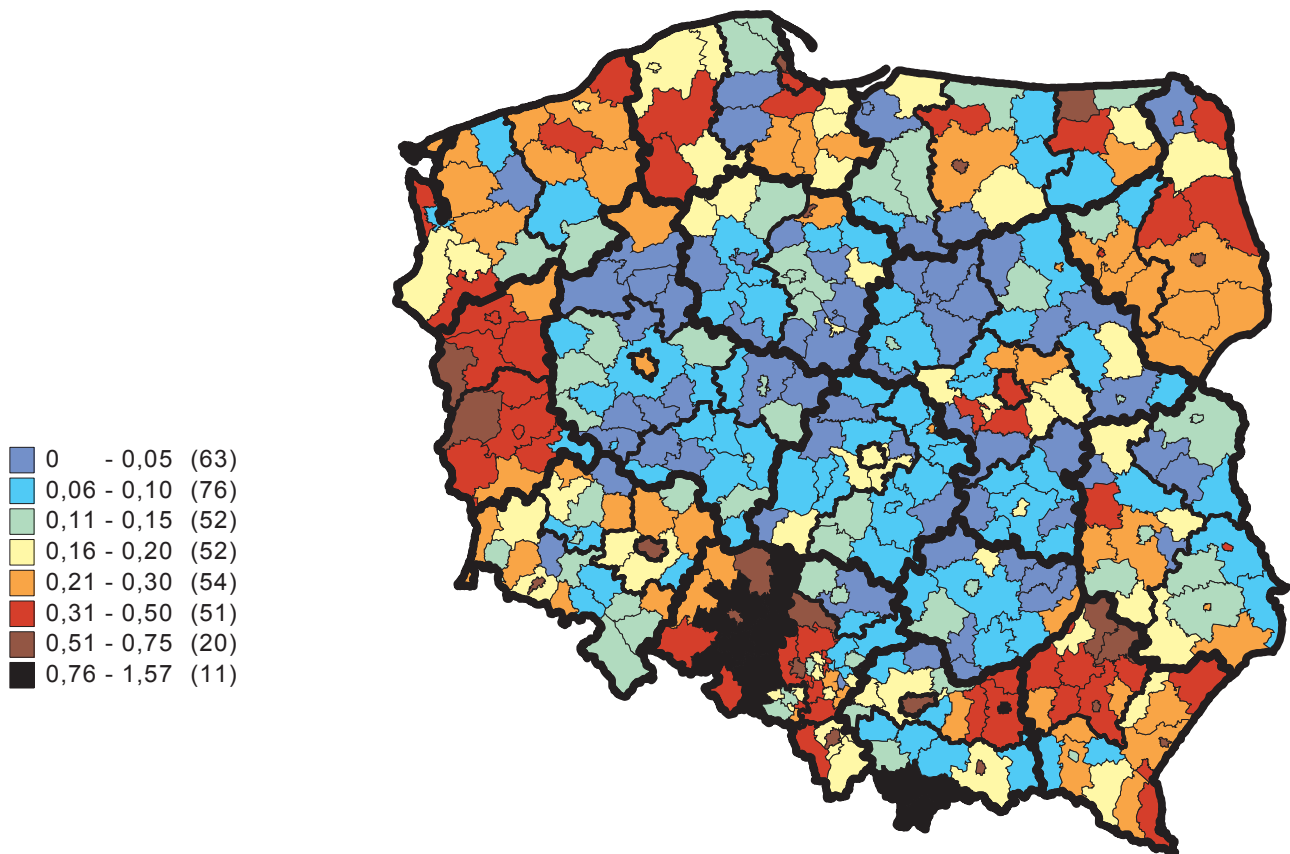 0 - 0,05 (63)
0,06 - 0,10 (76)
0,11 - 0,15 (52)
0,16 - 0,20 (52)
0,21 - 0,30 (54)
0,31 - 0,50 (51)
0,51 - 0,75 (20)
0,76 - 1,57 (11)